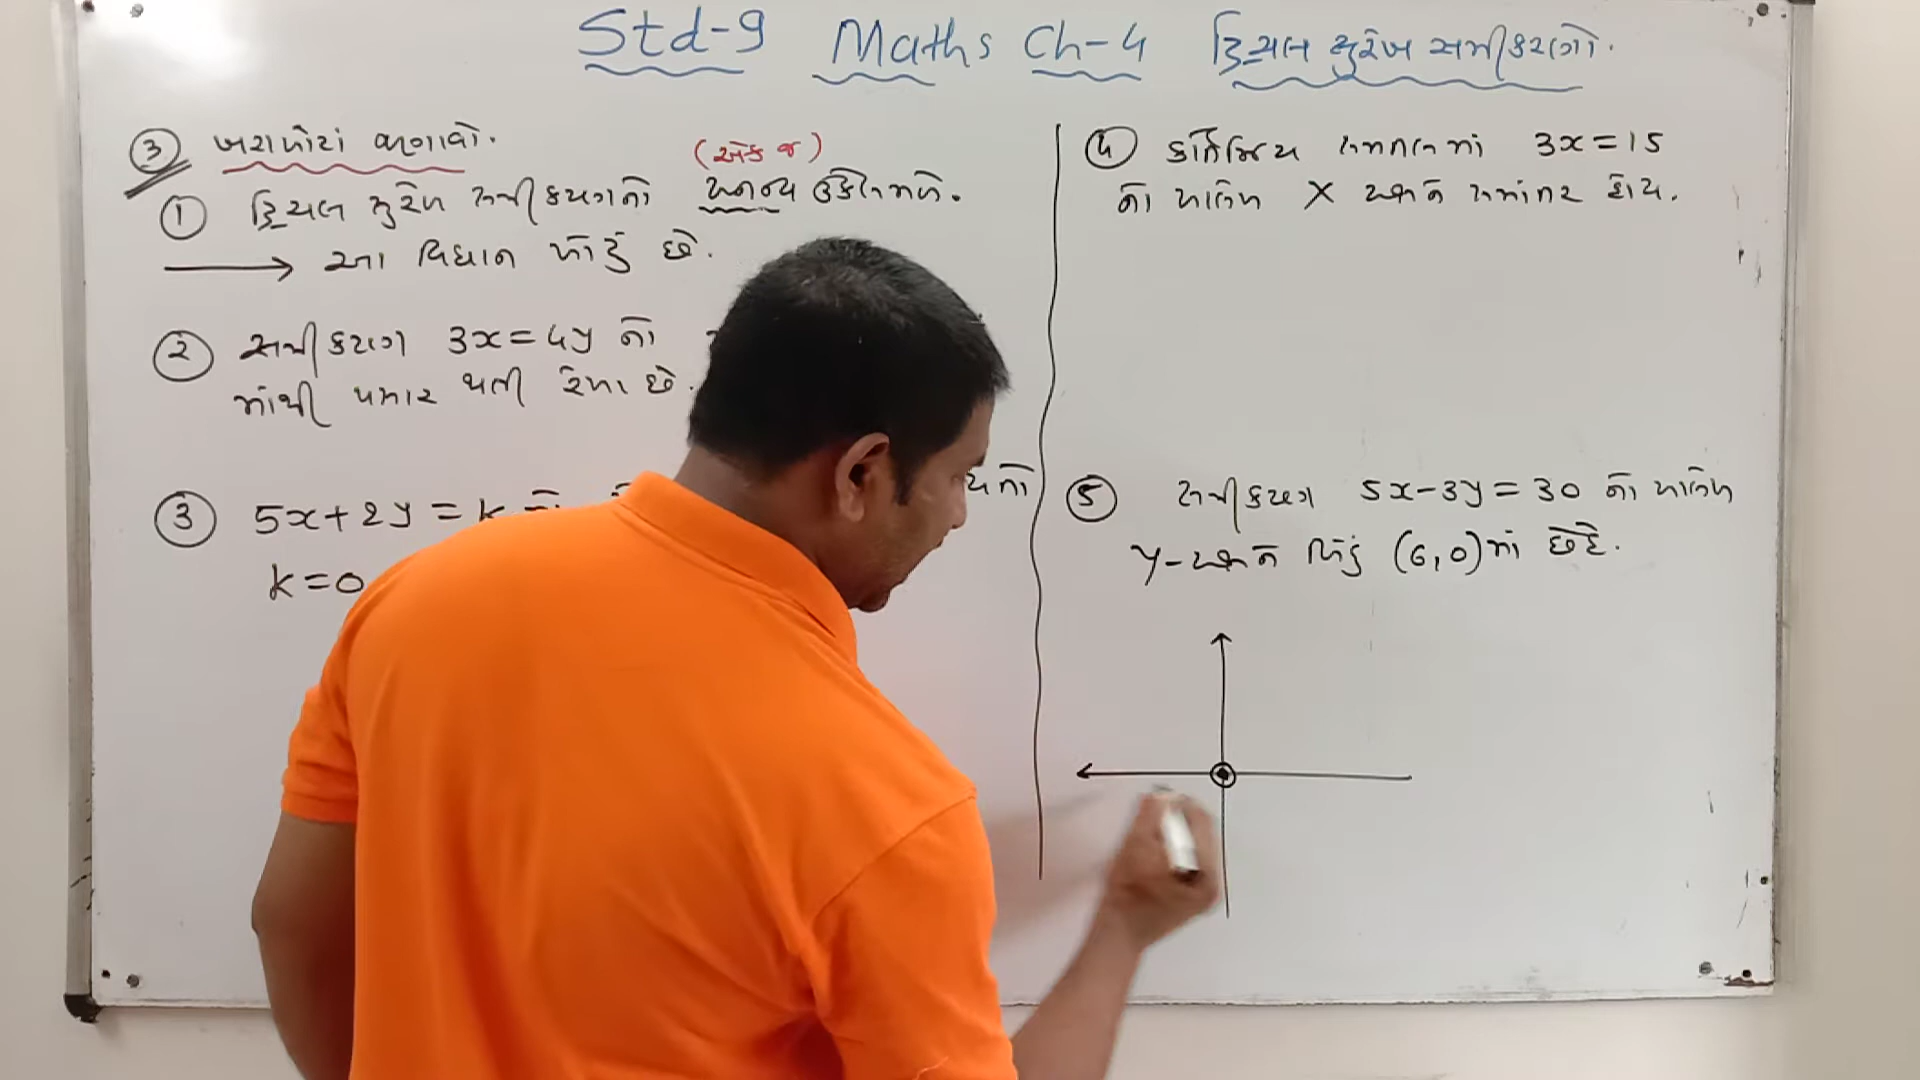 Std-9 Maths Ch-4 દ્વિચલ સુરેખ સમીકરણો.
③ ખરાખોટાં જણાવો.
(એક જ)
① દ્વિચલ સુરેખ સમીકરણનો અનન્ય ઉકેલ મળે.
→ આ વિધાન ખોટું છે.
② સમીકરણ 3x=4y નો
માંથી પસાર થતી રેખા છે.
③ 5x+2y = k નો
k=0
④ કાર્તેઝિય સમતલમાં 3x=15
નો આલેખ X અક્ષને સમાંતર હોય.
⑤ સમીકરણ 5x-3y=30 નો આલેખ
y-અક્ષને બિંદુ (6,0)માં છેદે.